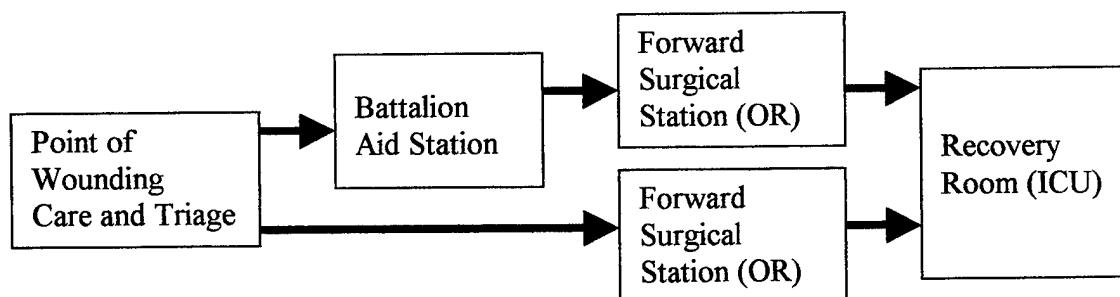 Point of
Wounding
Care and Triage
Battalion
Aid Station
Forward
Surgical
Station (OR)
Forward
Surgical
Station (OR)
Recovery
Room (ICU)